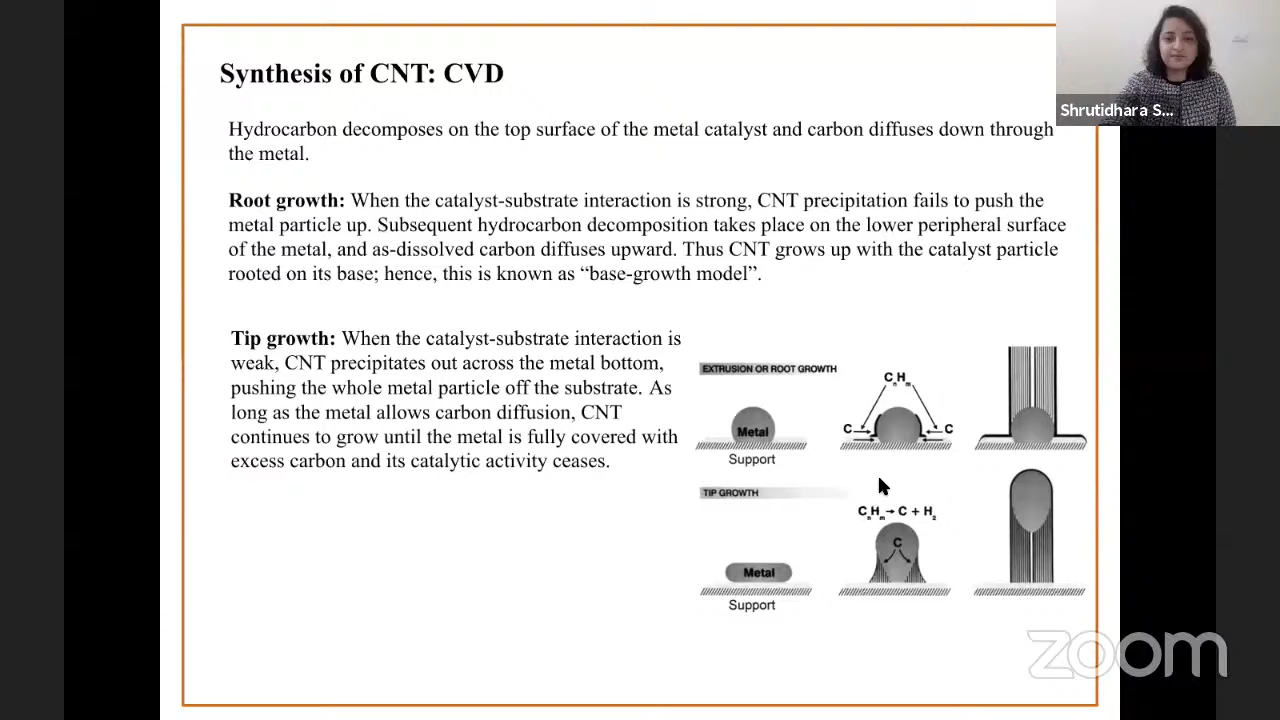 Synthesis of CNT: CVD
Hydrocarbon decomposes on the top surface of the metal catalyst and carbon diffuses down through
the metal.
Root growth: When the catalyst-substrate interaction is strong, CNT precipitation fails to push the
metal particle up. Subsequent hydrocarbon decomposition takes place on the lower peripheral surface
of the metal, and as-dissolved carbon diffuses upward. Thus CNT grows up with the catalyst particle
rooted on its base; hence, this is known as “base-growth model”.
Tip growth: When the catalyst-substrate interaction is
weak, CNT precipitates out across the metal bottom,
pushing the whole metal particle off the substrate. As
long as the metal allows carbon diffusion, CNT
continues to grow until the metal is fully covered with
excess carbon and its catalytic activity ceases.
EXTRUSION OR ROOT GROWTH
CnHm
Metal
C
C
Support
TIP GROWTH
CnHm→C + H2
C
Metal
Support
Shrutidhara S...
zoom